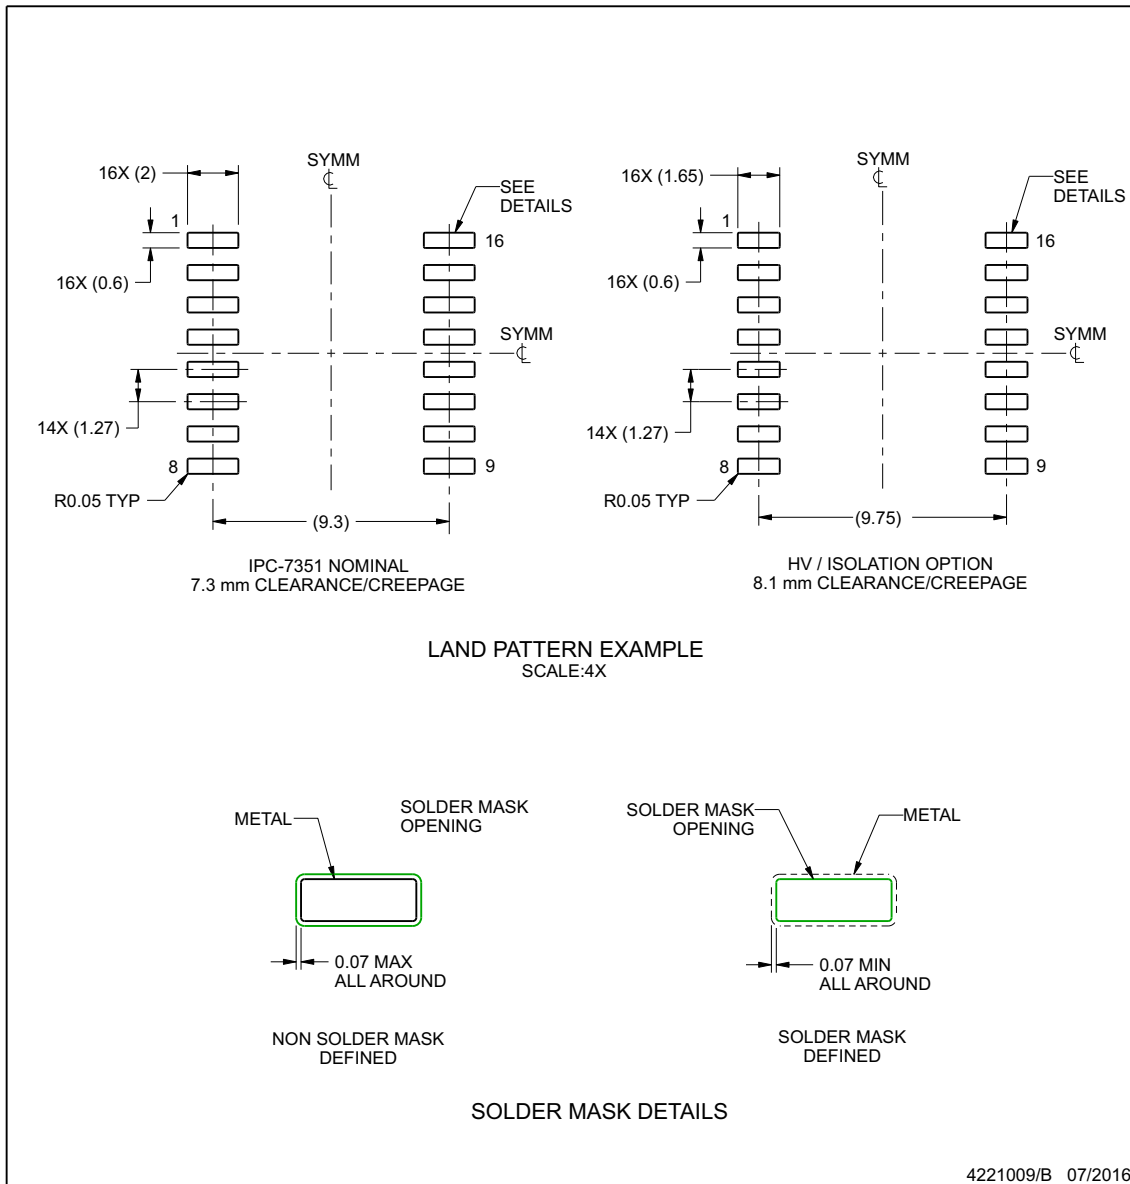 SYMM
℄
16X (2)
SEE
DETAILS
1
16
16X (0.6)
SYMM
℄
14X (1.27)
8
9
R0.05 TYP
(9.3)
IPC-7351 NOMINAL
7.3 mm CLEARANCE/CREEPAGE
SYMM
℄
16X (1.65)
SEE
DETAILS
1
16
16X (0.6)
SYMM
℄
14X (1.27)
8
9
R0.05 TYP
(9.75)
HV / ISOLATION OPTION
8.1 mm CLEARANCE/CREEPAGE
LAND PATTERN EXAMPLE
SCALE:4X
METAL
SOLDER MASK
OPENING
0.07 MAX
ALL AROUND
NON SOLDER MASK
DEFINED
SOLDER MASK
OPENING
METAL
0.07 MIN
ALL AROUND
SOLDER MASK
DEFINED
SOLDER MASK DETAILS
4221009/B 07/2016